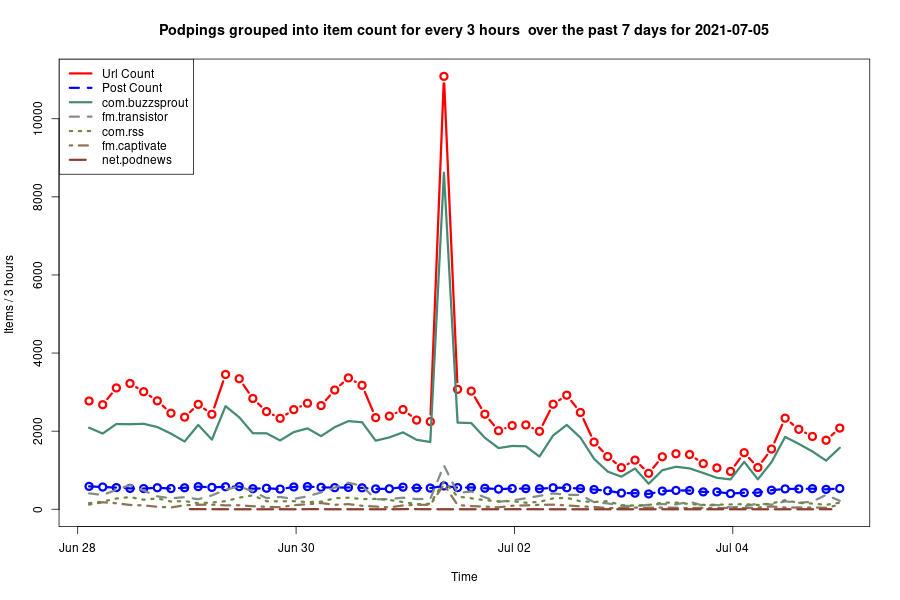 Podpings grouped into item count for every 3 hours  over the past 7 days for 2021-07-05
Url Count
Post Count
com.buzzsprout
fm.transistor
com.rss
fm.captivate
net.podnews
Items / 3 hours
10000
8000
6000
4000
2000
0
Jun 28
Jun 30
Jul 02
Jul 04
Time